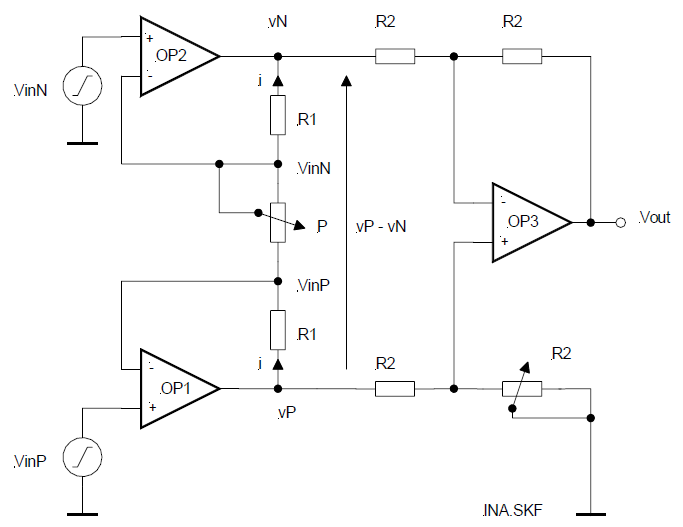 vN
R2
R2
+
OP2
-
j
VinN
R1
VinN
P
vP - vN
-
OP3
+
Vout
VinP
R1
j
R2
R2
-
OP1
+
vP
VinP
INA.SKF